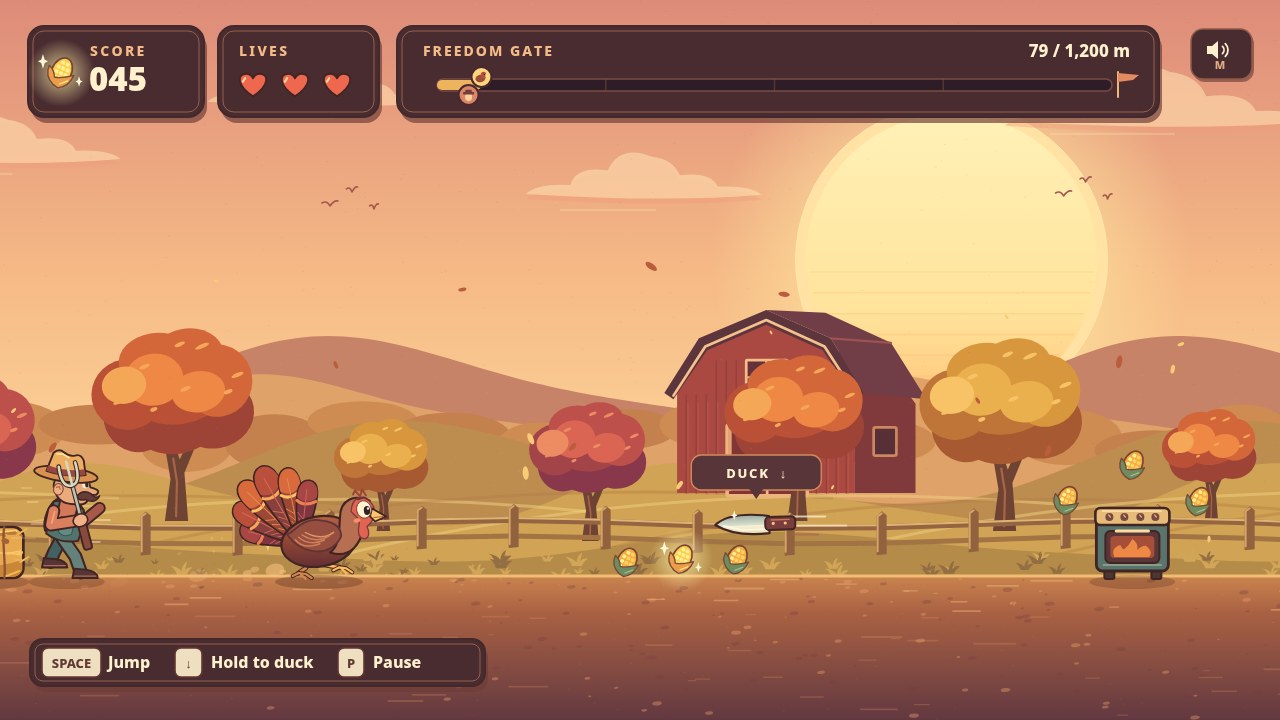 SCORE
045
LIVES
FREEDOM GATE
79 / 1,200 m
M
DUCK ↓
SPACE Jump ↓ Hold to duck P Pause